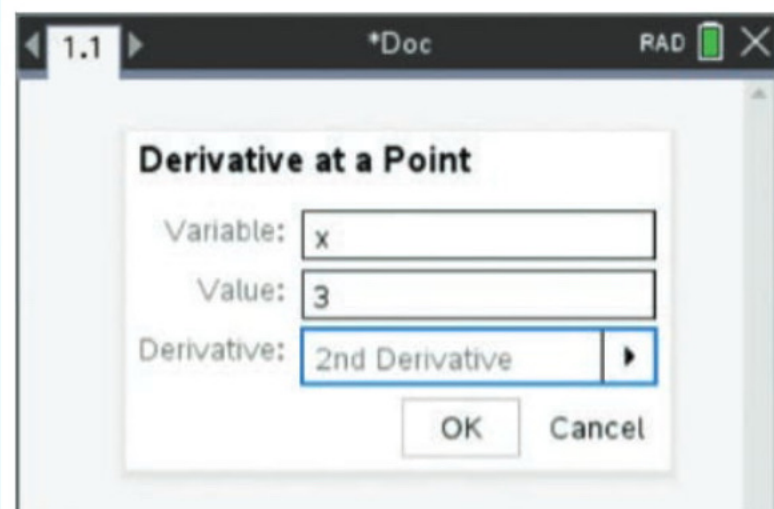 1.1 *Doc RAD
Derivative at a Point
Variable: x
Value: 3
Derivative: 2nd Derivative
OK Cancel